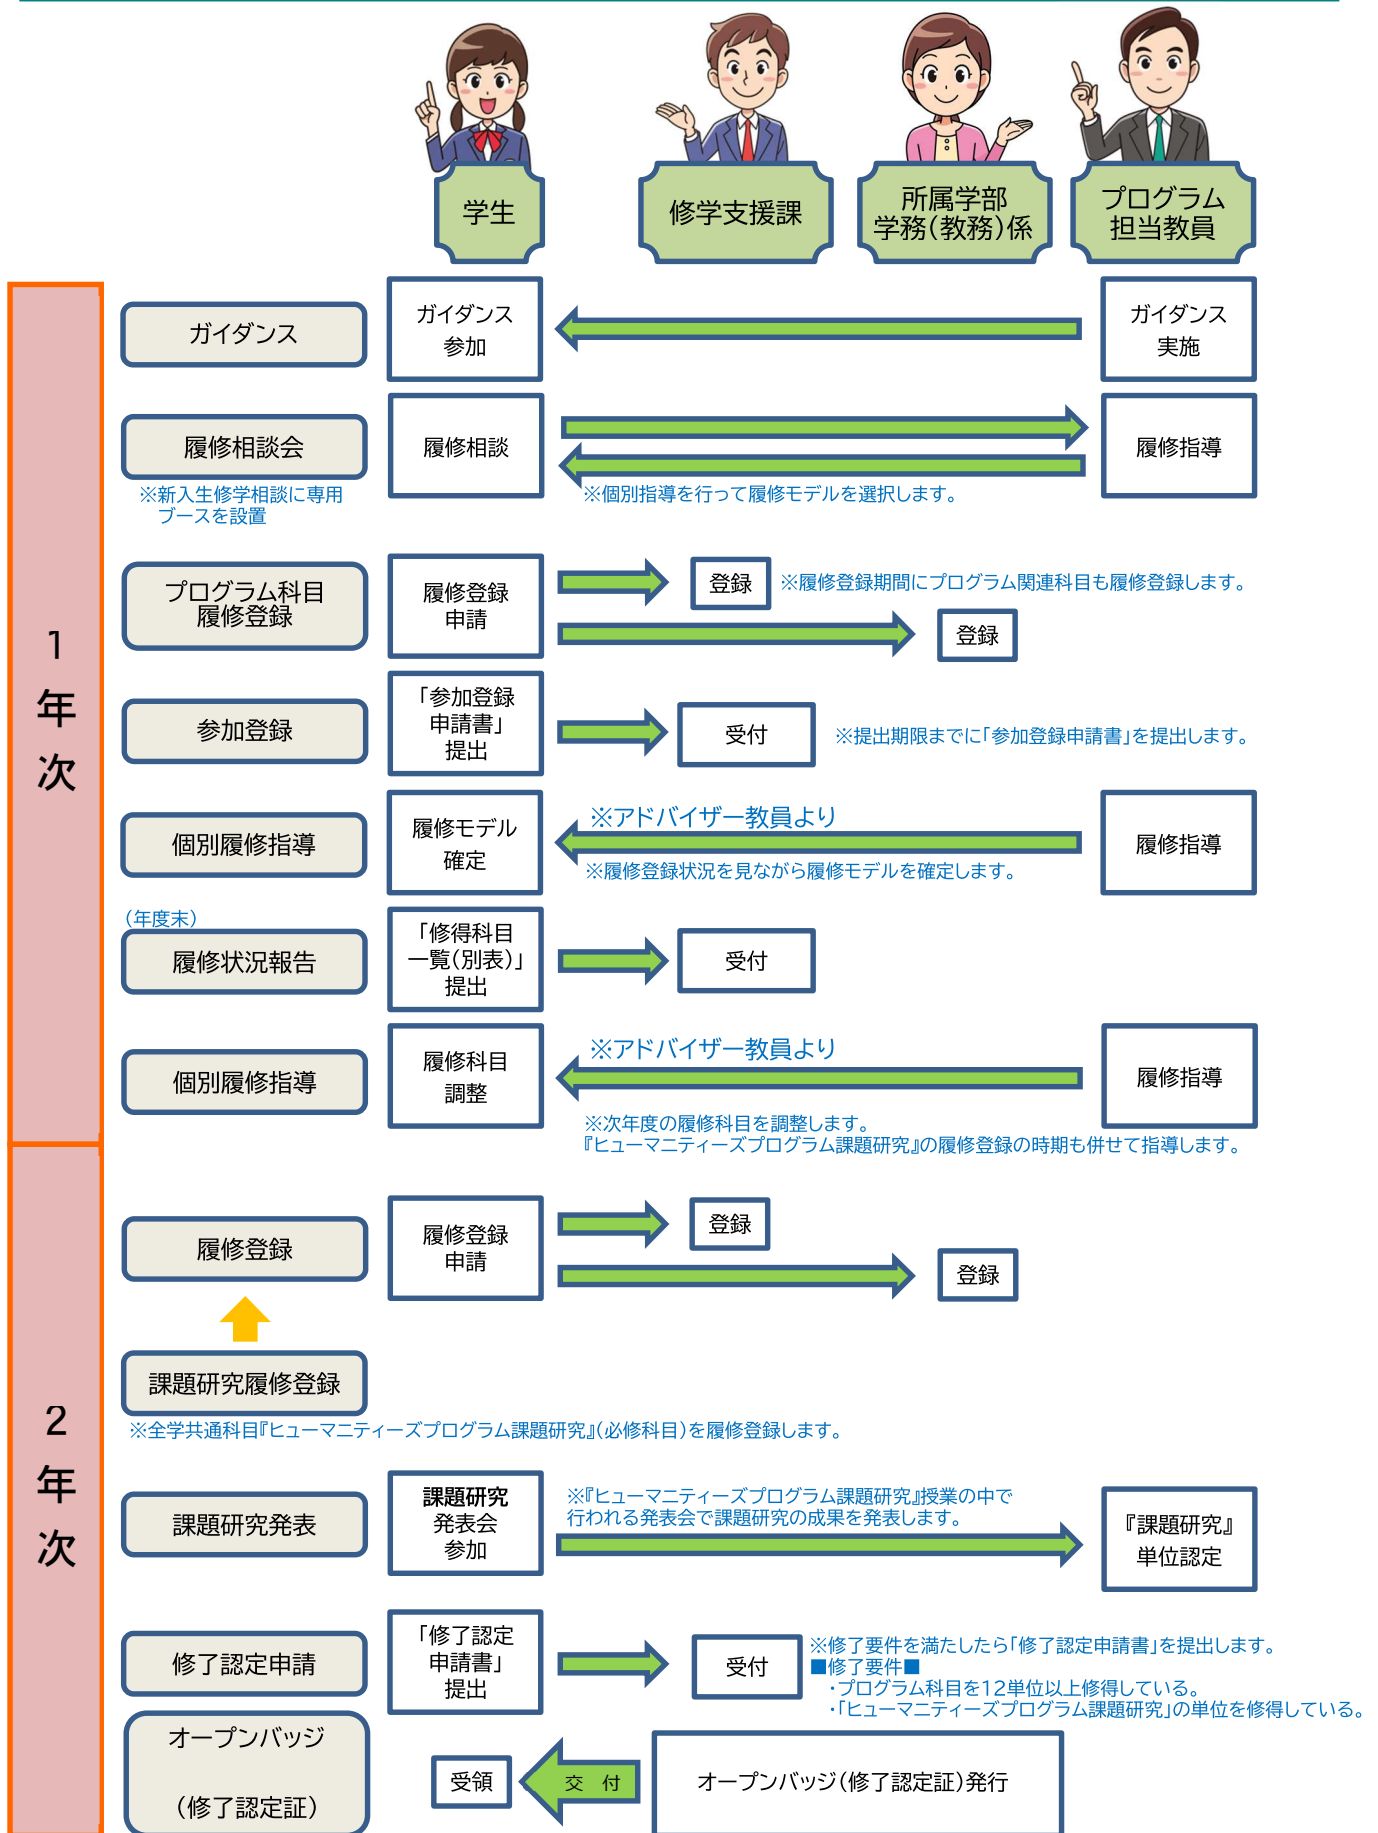 学生
修学支援課
所属学部
学務(教務)係
プログラム
担当教員
1
年
次
ガイダンス
ガイダンス
参加
ガイダンス
実施
履修相談会
※新入生修学相談に専用
ブースを設置
履修相談
※個別指導を行って履修モデルを選択します。
履修指導
プログラム科目
履修登録
履修登録
申請
登録
※履修登録期間にプログラム関連科目も履修登録します。
登録
参加登録
「参加登録
申請書」
提出
受付
※提出期限までに「参加登録申請書」を提出します。
個別履修指導
履修モデル
確定
※アドバイザー教員より
※履修登録状況を見ながら履修モデルを確定します。
履修指導
(年度末)
履修状況報告
「修得科目
一覧(別表)」
提出
受付
個別履修指導
履修科目
調整
※アドバイザー教員より
履修指導
※次年度の履修科目を調整します。
『ヒューマニティーズプログラム課題研究』の履修登録の時期も併せて指導します。
2
年
次
履修登録
履修登録
申請
登録
登録
課題研究履修登録
※全学共通科目『ヒューマニティーズプログラム課題研究』(必修科目)を履修登録します。
課題研究発表
課題研究
発表会
参加
※『ヒューマニティーズプログラム課題研究』授業の中で
行われる発表会で課題研究の成果を発表します。
『課題研究』
単位認定
修了認定申請
「修了認定
申請書」
提出
受付
※修了要件を満たしたら「修了認定申請書」を提出します。
■修了要件■
・プログラム科目を12単位以上修得している。
・「ヒューマニティーズプログラム課題研究」の単位を修得している。
オープンバッジ
(修了認定証)
受領
交 付
オープンバッジ(修了認定証)発行